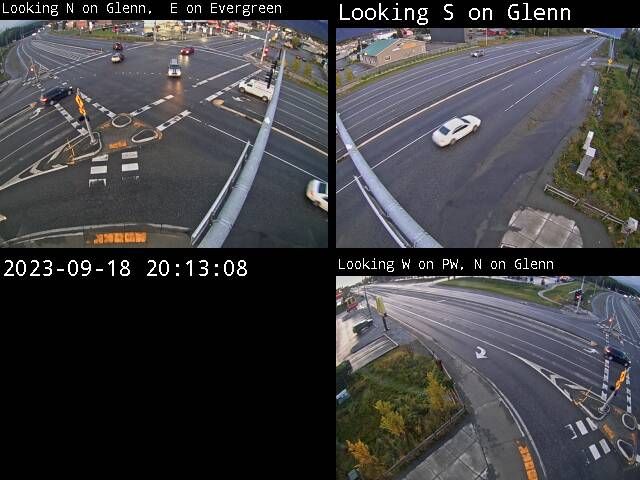 Looking N on Glenn,  E on Evergreen
Looking S on Glenn
2023-09-18 20:13:08
Looking W on PW, N on Glenn